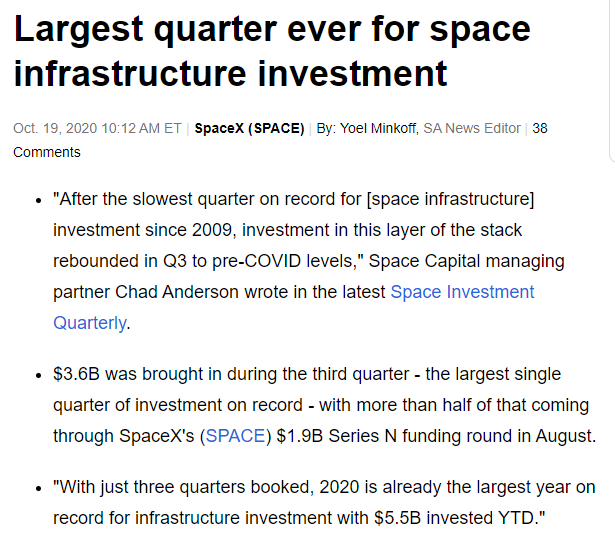 Largest quarter ever for space
infrastructure investment
Oct. 19, 2020 10:12 AM ET | SpaceX (SPACE) | By: Yoel Minkoff, SA News Editor | 38
Comments
• "After the slowest quarter on record for [space infrastructure]
investment since 2009, investment in this layer of the stack
rebounded in Q3 to pre-COVID levels," Space Capital managing
partner Chad Anderson wrote in the latest Space Investment
Quarterly.
• $3.6B was brought in during the third quarter - the largest single
quarter of investment on record - with more than half of that coming
through SpaceX's (SPACE) $1.9B Series N funding round in August.
• "With just three quarters booked, 2020 is already the largest year on
record for infrastructure investment with $5.5B invested YTD."